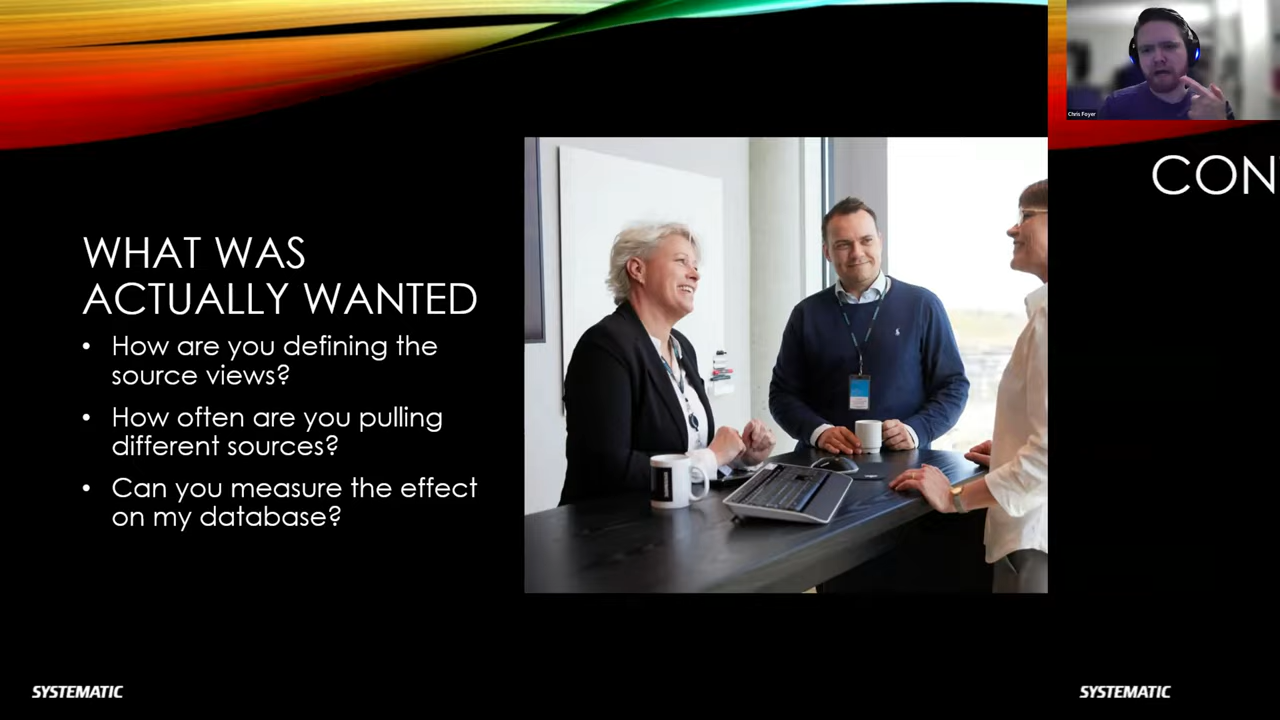 Chris Foyer
CON
WHAT WAS
ACTUALLY WANTED
• How are you defining the
source views?
• How often are you pulling
different sources?
• Can you measure the effect
on my database?
SYSTEMATIC
SYSTEMATIC